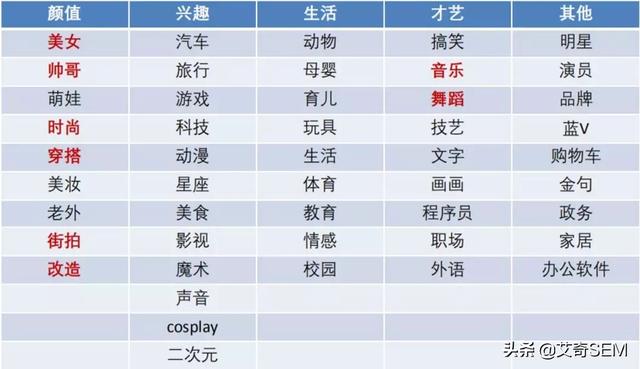 颜值 兴趣 生活 才艺 其他
美女 汽车 动物 搞笑 明星
帅哥 旅行 母婴 音乐 演员
萌娃 游戏 育儿 舞蹈 品牌
时尚 科技 玩具 技艺 蓝V
穿搭 动漫 生活 文字 购物车
美妆 星座 体育 画画 金句
老外 美食 教育 程序员 政务
街拍 影视 情感 职场 家居
改造 魔术 校园 外语 办公软件
声音
cosplay
二次元
头条 @艾奇SEM